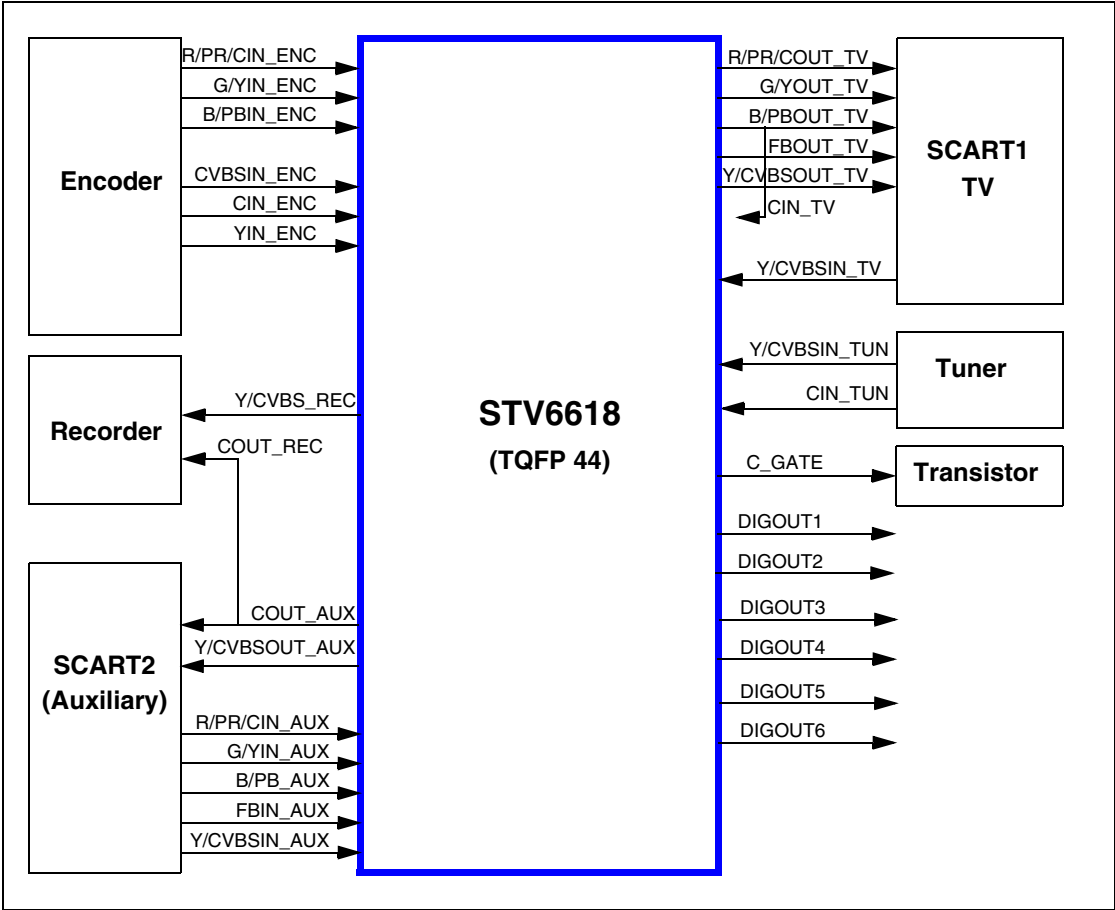 R/PR/CIN_ENC
G/YIN_ENC
B/PBIN_ENC
Encoder
CVBSIN_ENC
CIN_ENC
YIN_ENC
Y/CVBS_REC
Recorder
COUT_REC
COUT_AUX
Y/CVBSOUT_AUX
SCART2
(Auxiliary)
R/PR/CIN_AUX
G/YIN_AUX
B/PB_AUX
FBIN_AUX
Y/CVBSIN_AUX
STV6618
(TQFP 44)
R/PR/COUT_TV
G/YOUT_TV
B/PBOUT_TV
FBOUT_TV
Y/CVBSOUT_TV
CIN_TV
SCART1
TV
Y/CVBSIN_TV
Y/CVBSIN_TUN
Tuner
CIN_TUN
C_GATE
Transistor
DIGOUT1
DIGOUT2
DIGOUT3
DIGOUT4
DIGOUT5
DIGOUT6